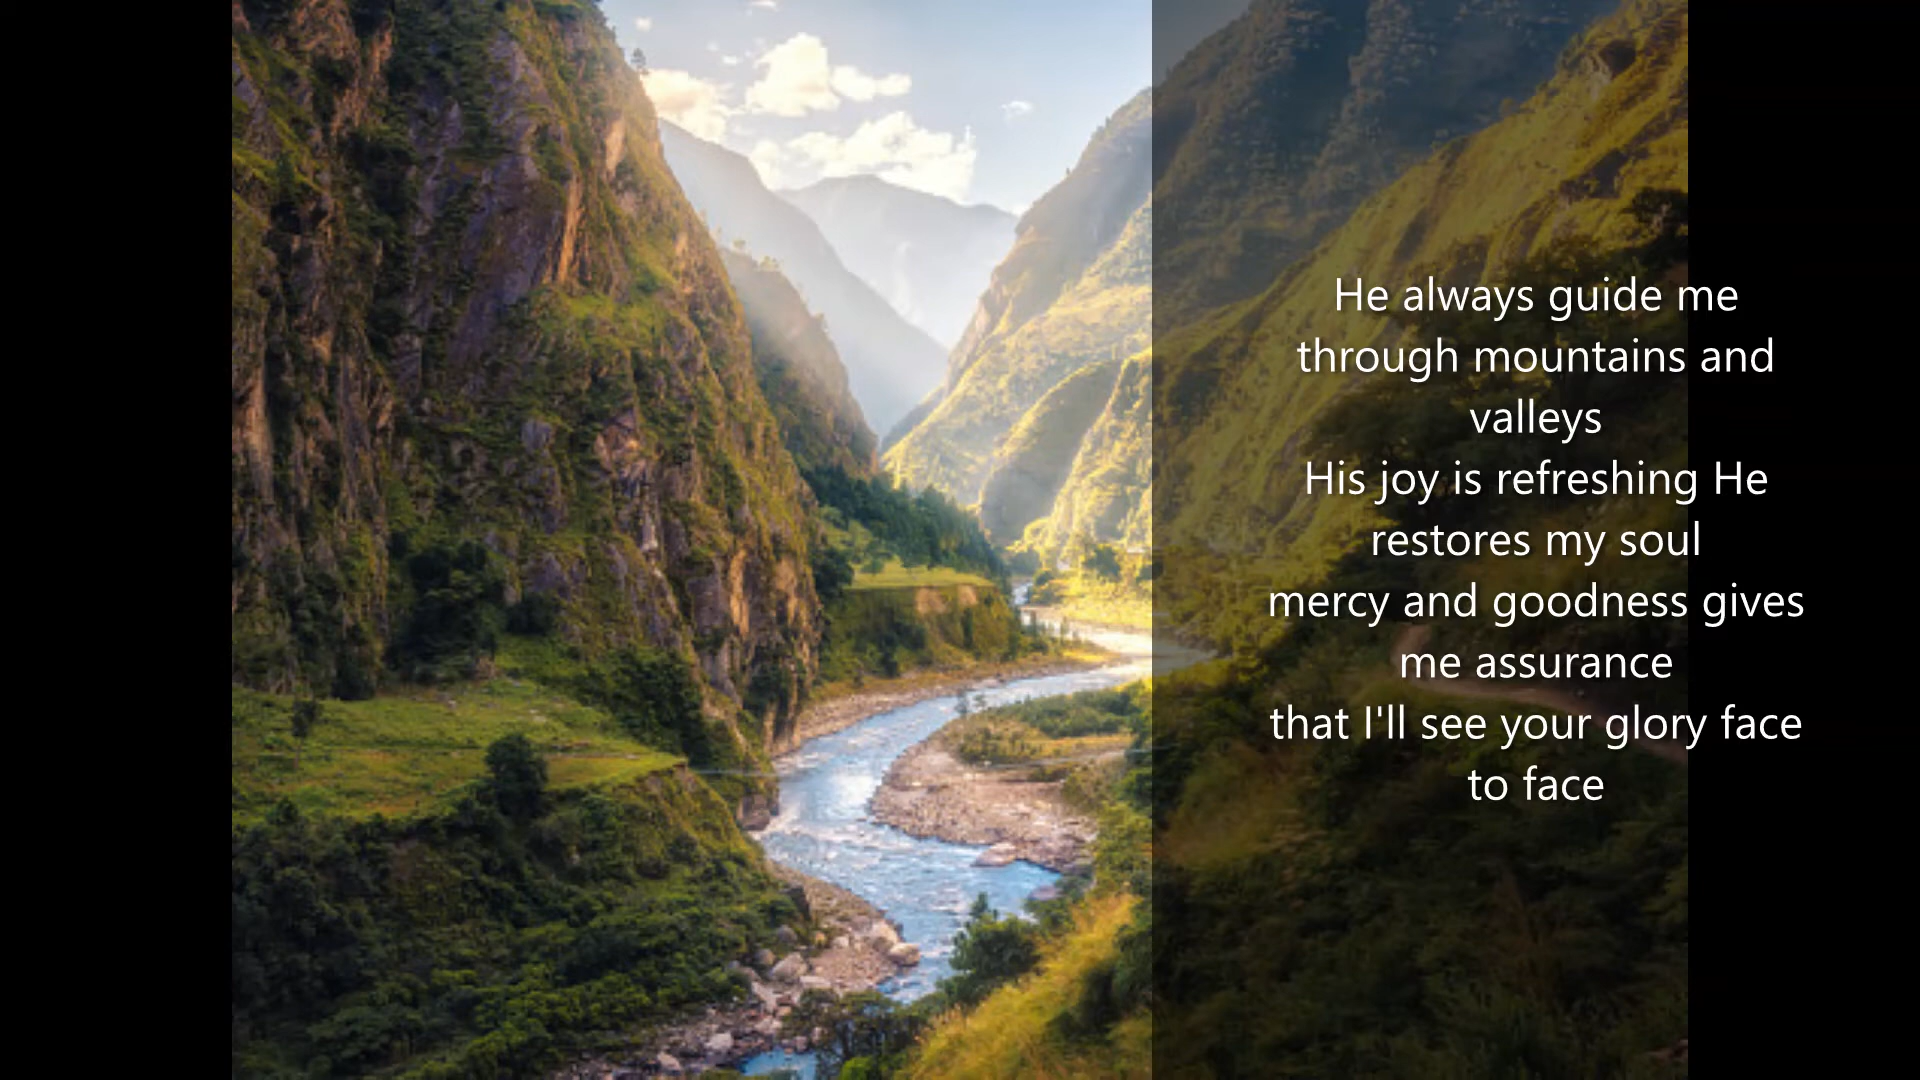 He always guide me
through mountains and
valleys
His joy is refreshing He
restores my soul
mercy and goodness gives
me assurance
that I'll see your glory face
to face